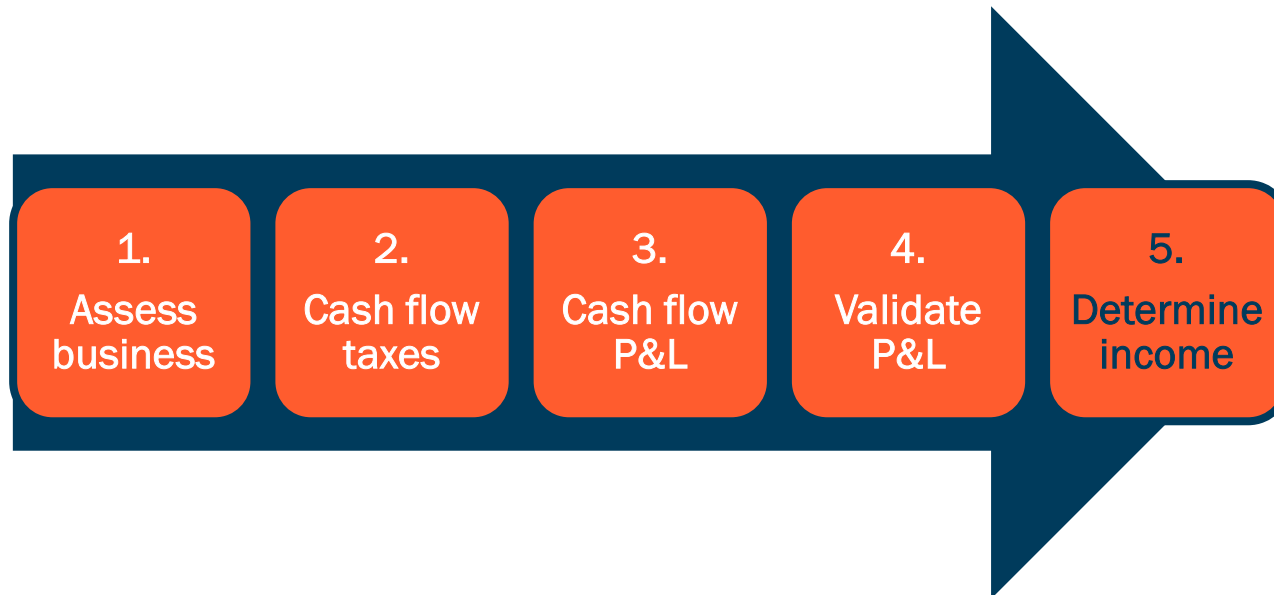 1.
Assess
business
2.
Cash flow
taxes
3.
Cash flow
P&L
4.
Validate
P&L
5.
Determine
income